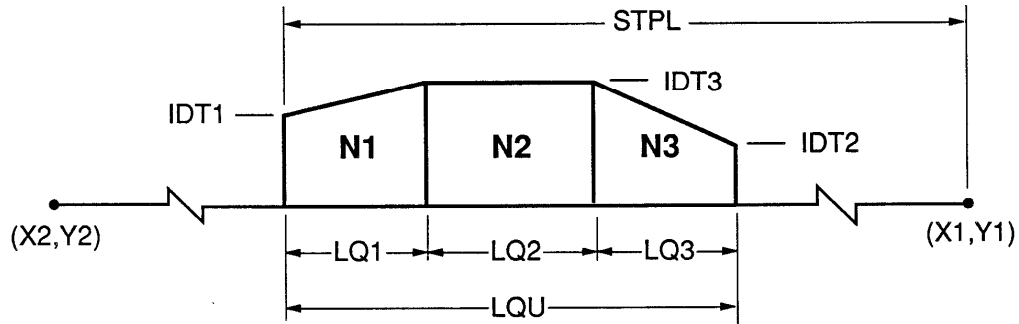 STPL
IDT1
IDT3
N1
N2
N3
IDT2
(X2,Y2)
(X1,Y1)
LQ1
LQ2
LQ3
LQU